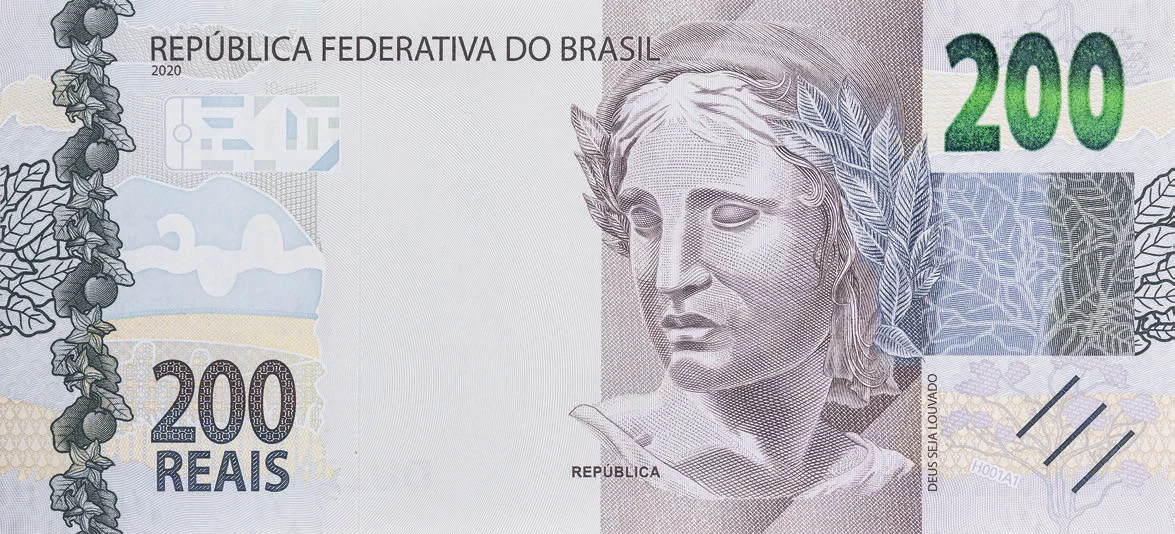 REPÚBLICA FEDERATIVA DO BRASIL
2020
200
200
REAIS
REPÚBLICA
DEUS SEJA LOUVADO
H001A1